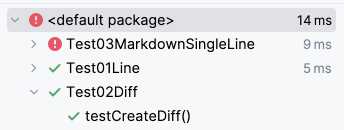 <default package> 14 ms
Test03MarkdownSingleLine 9 ms
Test01Line 5 ms
Test02Diff
testCreateDiff()